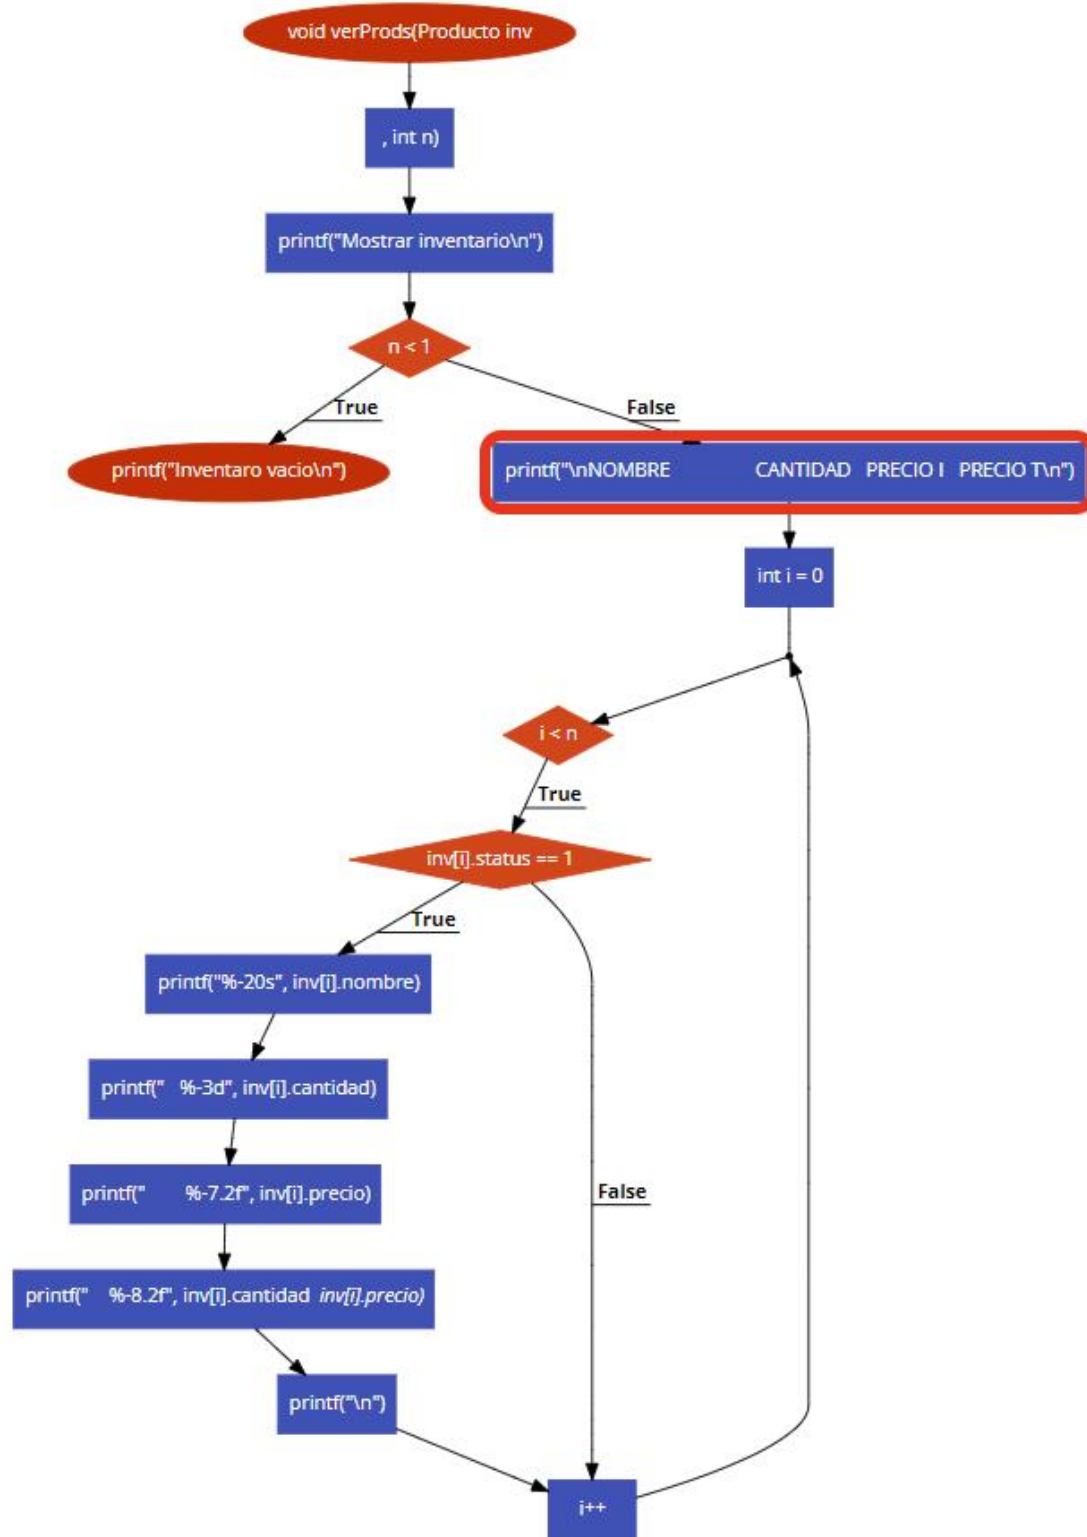 void verProds(Producto inv
, int n)
printf("Mostrar inventario\n")
n < 1
True
False
printf("Inventaro vacio\n")
printf("\nNOMBRE                CANTIDAD   PRECIO I   PRECIO T\n")
int i = 0
i < n
True
inv[i].status == 1
True
printf("%-20s", inv[i].nombre)
printf("   %-3d", inv[i].cantidad)
printf("        %-7.2f", inv[i].precio)
False
printf("    %-8.2f", inv[i].cantidad  inv[i].precio)
printf("\n")
i++